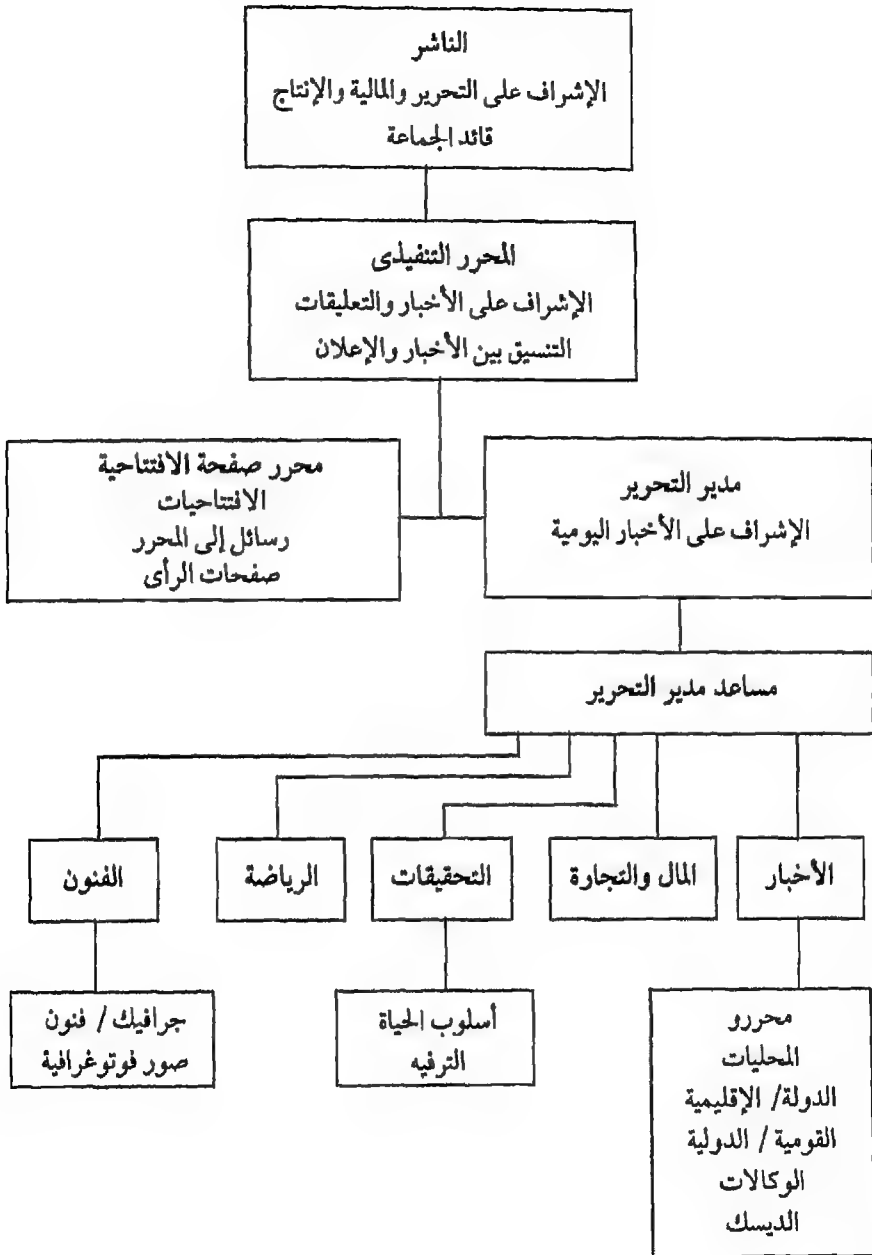 الناشر
الإشراف على التحرير والمالية والإنتاج
قائد الجماعة
المحرر التنفيذى
الإشراف على الأخبار والتعليقات
التنسيق بين الأخبار والإعلان
مدير التحرير
الإشراف على الأخبار اليومية
محرر صفحة الافتتاحية
الافتتاحيات
رسائل إلى المحرر
صفحات الرأى
مساعد مدير التحرير
الأخبار
المال والتجارة
التحقيقات
الرياضة
الفنون
محررو
المحليات
الدولة/ الإقليمية
القومية / الدولية
الوكالات
الديسك
أسلوب الحياة
الترفيه
جرافيك / فنون
صور فوتوغرافية